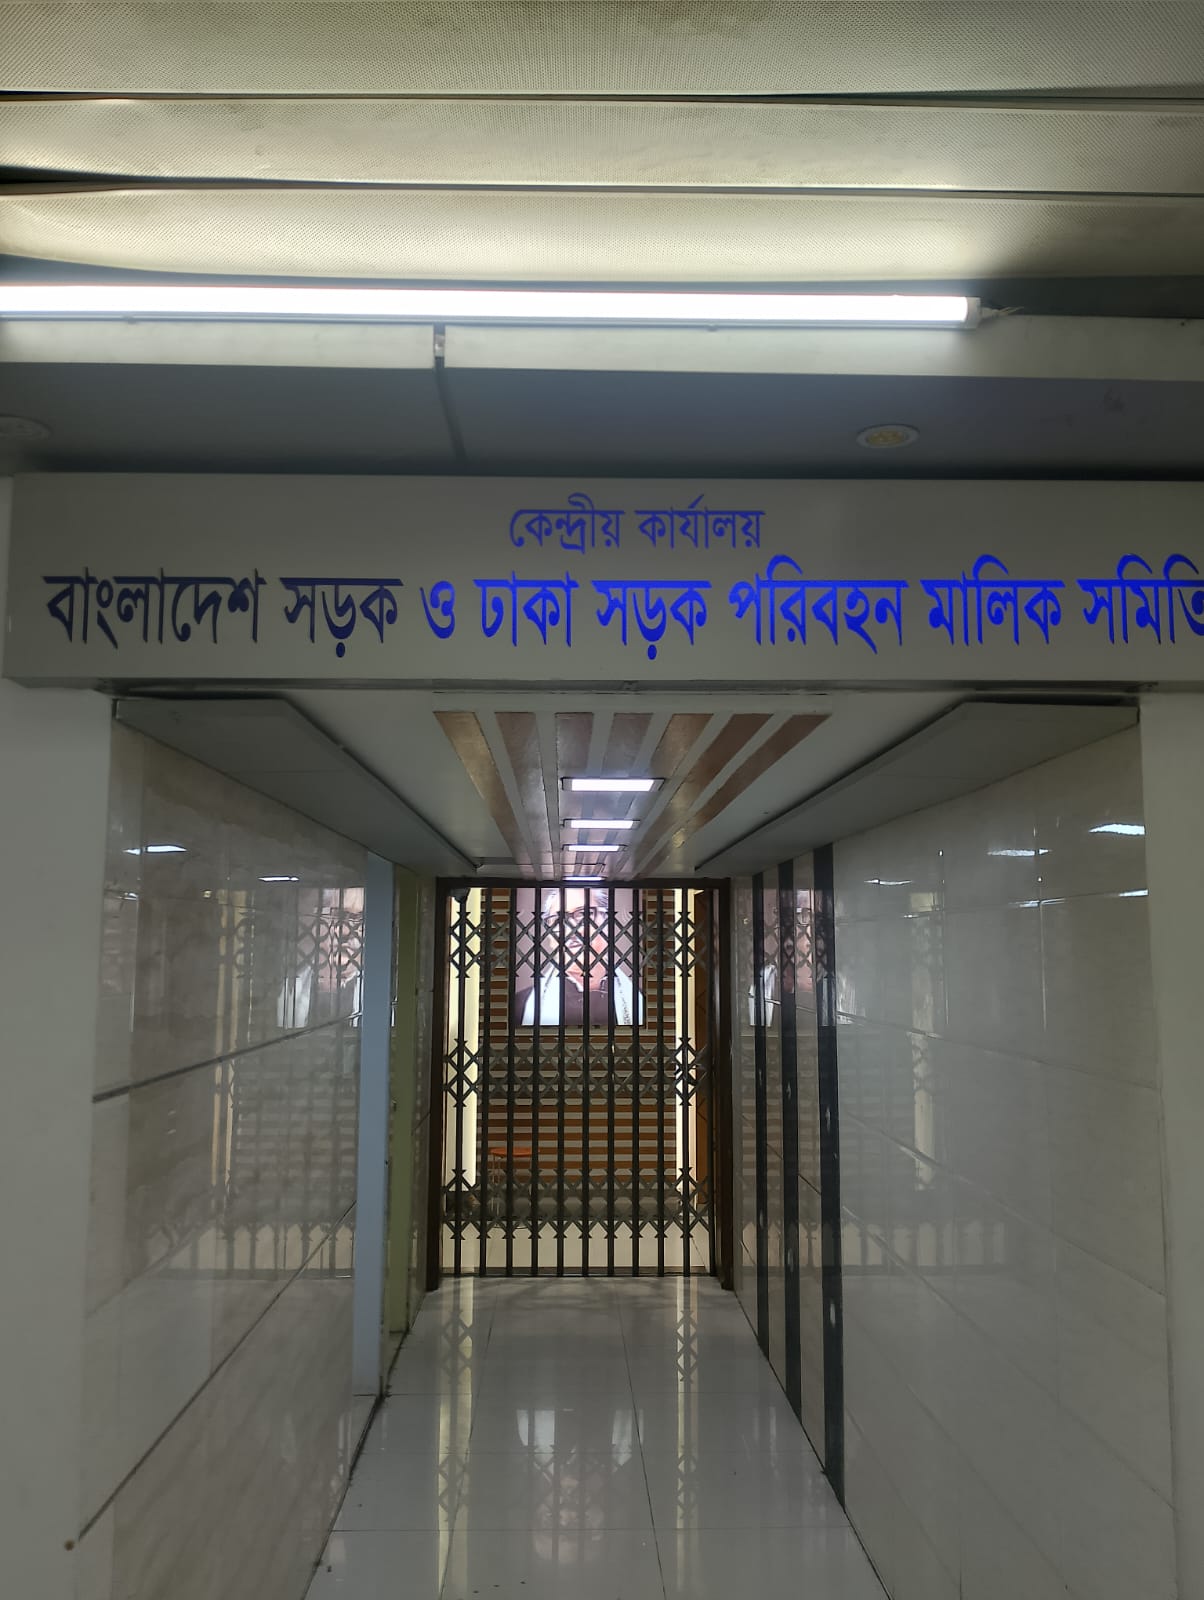 কেন্দ্রীয় কার্যালয়
বাংলাদেশ সড়ক ও ঢাকা সড়ক পরিবহন মালিক সমিতি